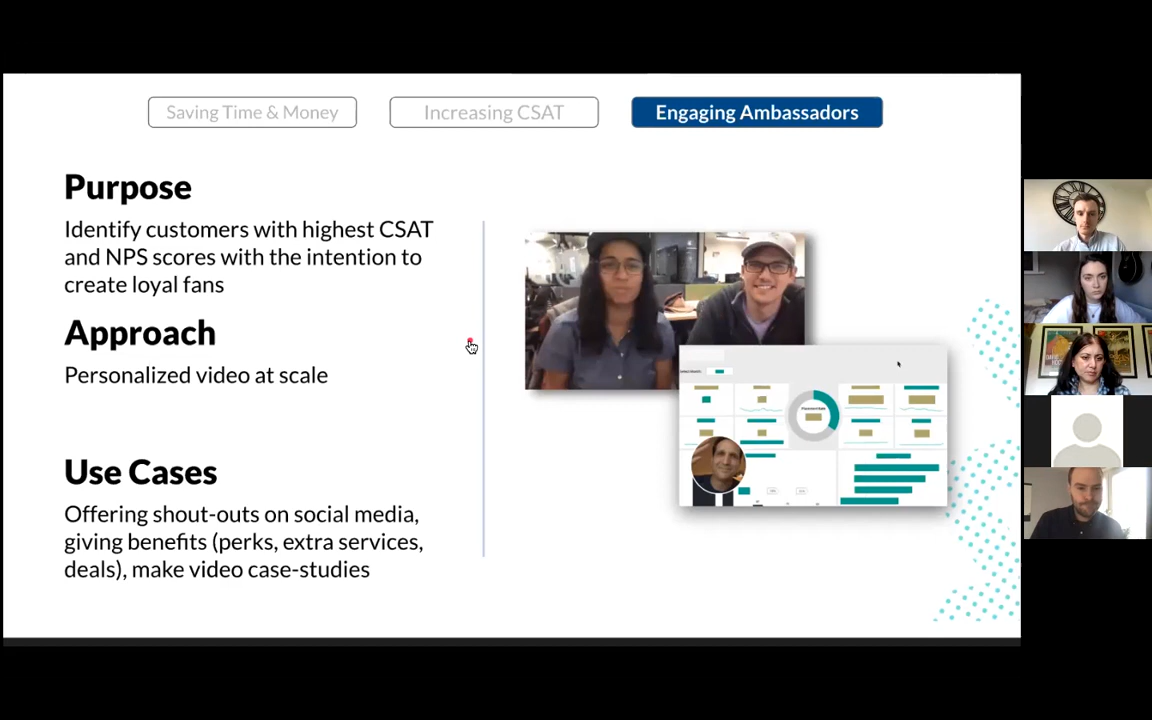 Saving Time & Money
Increasing CSAT
Engaging Ambassadors
Purpose
Identify customers with highest CSAT
and NPS scores with the intention to
create loyal fans
Approach
Personalized video at scale
Use Cases
Offering shout-outs on social media,
giving benefits (perks, extra services,
deals), make video case-studies